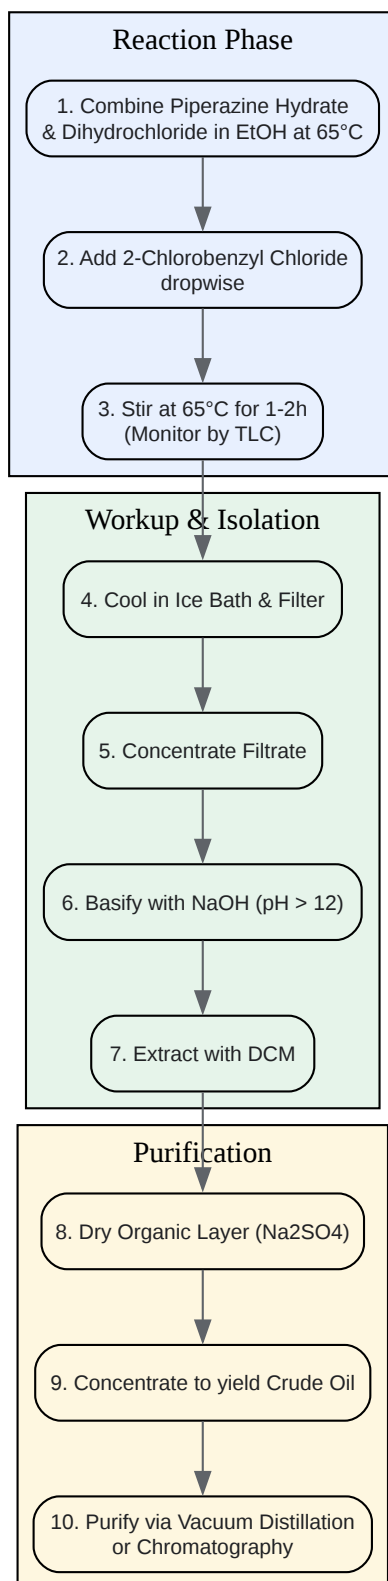 Reaction Phase
1. Combine Piperazine Hydrate
& Dihydrochloride in EtOH at 65°C
2. Add 2-Chlorobenzyl Chloride
dropwise
3. Stir at 65°C for 1-2h
(Monitor by TLC)
Workup & Isolation
4. Cool in Ice Bath & Filter
5. Concentrate Filtrate
6. Basify with NaOH (pH > 12)
7. Extract with DCM
Purification
8. Dry Organic Layer (Na2SO4)
9. Concentrate to yield Crude Oil
10. Purify via Vacuum Distillation
or Chromatography